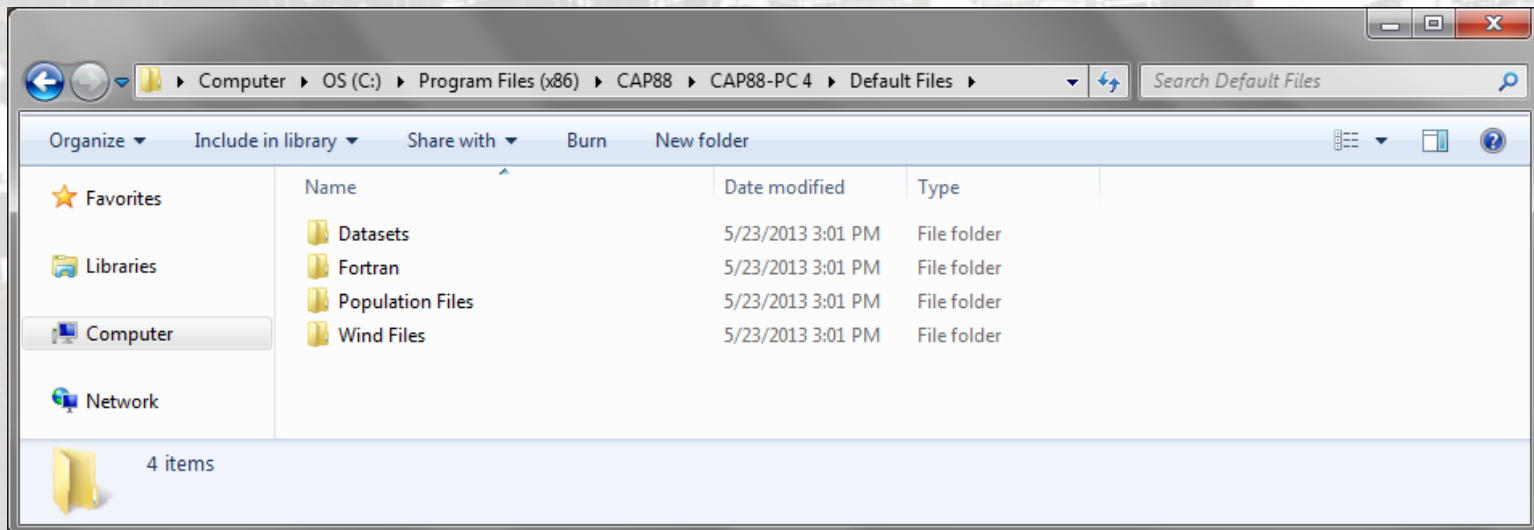 Computer ▸ OS (C:) ▸ Program Files (x86) ▸ CAP88 ▸ CAP88-PC 4 ▸ Default Files ▸ Search Default Files
Organize Include in library Share with Burn New folder
Favorites
Libraries
Computer
Network
Name Date modified Type
Datasets 5/23/2013 3:01 PM File folder
Fortran 5/23/2013 3:01 PM File folder
Population Files 5/23/2013 3:01 PM File folder
Wind Files 5/23/2013 3:01 PM File folder
4 items